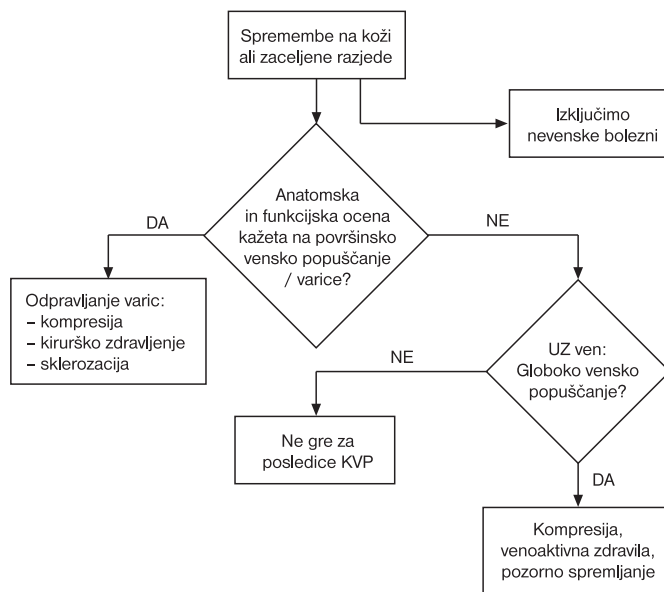 Spremembe na koži
ali zaceljene razjede
Izključimo
nevenske bolezni
Anatomska
in funkcijska ocena
kažeta na površinsko
vensko popuščanje
/ varice?
DA
NE
Odpravljanje varic:
– kompresija
– kirurško zdravljenje
– sklerozacija
UZ ven:
Globoko vensko
popuščanje?
NE
Ne gre za
posledice KVP
DA
Kompresija,
venoaktivna zdravila,
pozorno spremljanje